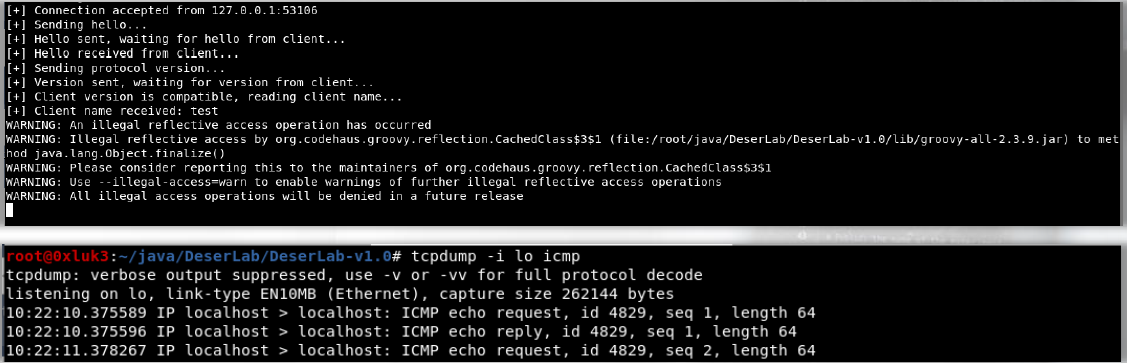 [+] Connection accepted from 127.0.0.1:53106
[+] Sending hello...
[+] Hello sent, waiting for hello from client...
[+] Hello received from client...
[+] Sending protocol version...
[+] Version sent, waiting for version from client...
[+] Client version is compatible, reading client name...
[+] Client name received: test
WARNING: An illegal reflective access operation has occurred
WARNING: Illegal reflective access by org.codehaus.groovy.reflection.CachedClass$3$1 (file:/root/java/DeserLab/DeserLab-v1.0/lib/groovy-all-2.3.9.jar) to met
hod java.lang.Object.finalize()
WARNING: Please consider reporting this to the maintainers of org.codehaus.groovy.reflection.CachedClass$3$1
WARNING: Use --illegal-access=warn to enable warnings of further illegal reflective access operations
WARNING: All illegal access operations will be denied in a future release
root@0xluk3:~/java/DeserLab/DeserLab-v1.0# tcpdump -i lo icmp
tcpdump: verbose output suppressed, use -v or -vv for full protocol decode
listening on lo, link-type EN10MB (Ethernet), capture size 262144 bytes
10:22:10.375589 IP localhost > localhost: ICMP echo request, id 4829, seq 1, length 64
10:22:10.375596 IP localhost > localhost: ICMP echo reply, id 4829, seq 1, length 64
10:22:11.378267 IP localhost > localhost: ICMP echo request, id 4829, seq 2, length 64